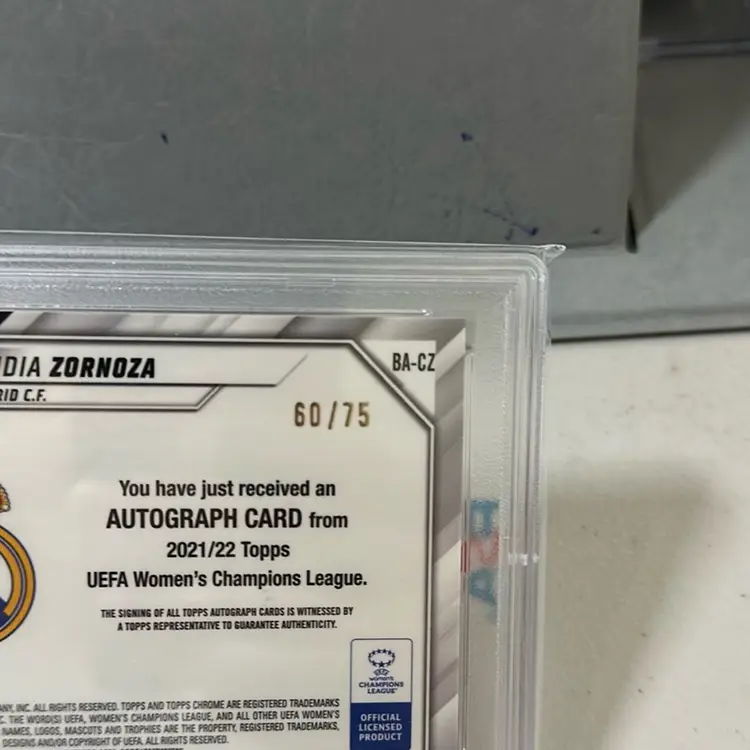 DIA ZORNOZA
BA-CZ
RID C.F.
60/75
You have just received an
AUTOGRAPH CARD from
2021/22 Topps
UEFA Women's Champions League.
THE SIGNING OF ALL TOPPS AUTOGRAPH CARDS IS WITNESSED BY
A TOPPS REPRESENTATIVE TO GUARANTEE AUTHENTICITY.
UEFA
WOMEN'S
CHAMPIONS
LEAGUE
OFFICIAL
LICENSED
PRODUCT
ANY, INC. ALL RIGHTS RESERVED. TOPPS AND TOPPS CHROME ARE REGISTERED TRADEMARKS
C. THE WORD(S) UEFA, WOMEN'S CHAMPIONS LEAGUE, AND ALL OTHER UEFA WOMEN'S
NAMES, LOGOS, MASCOTS AND TROPHIES ARE THE PROPERTY, REGISTERED TRADEMARKS,
DESIGNS AND/OR COPYRIGHT OF UEFA. ALL RIGHTS RESERVED.